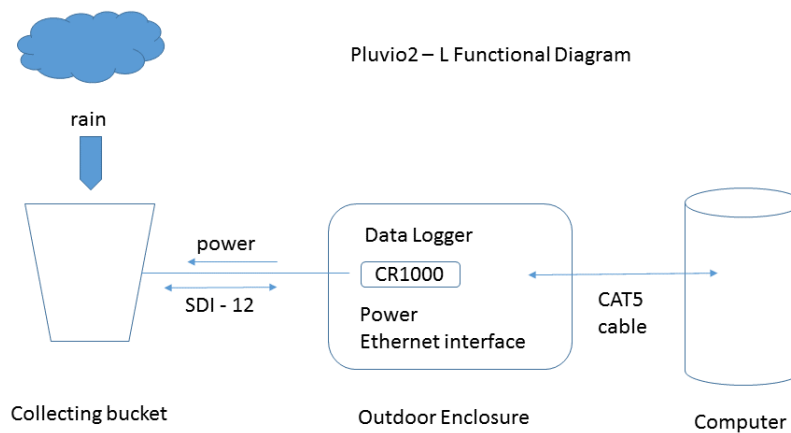 Pluvio2 – L Functional Diagram
rain
power
SDI - 12
Data Logger
CR1000
Power
Ethernet interface
CAT5
cable
Collecting bucket
Outdoor Enclosure
Computer